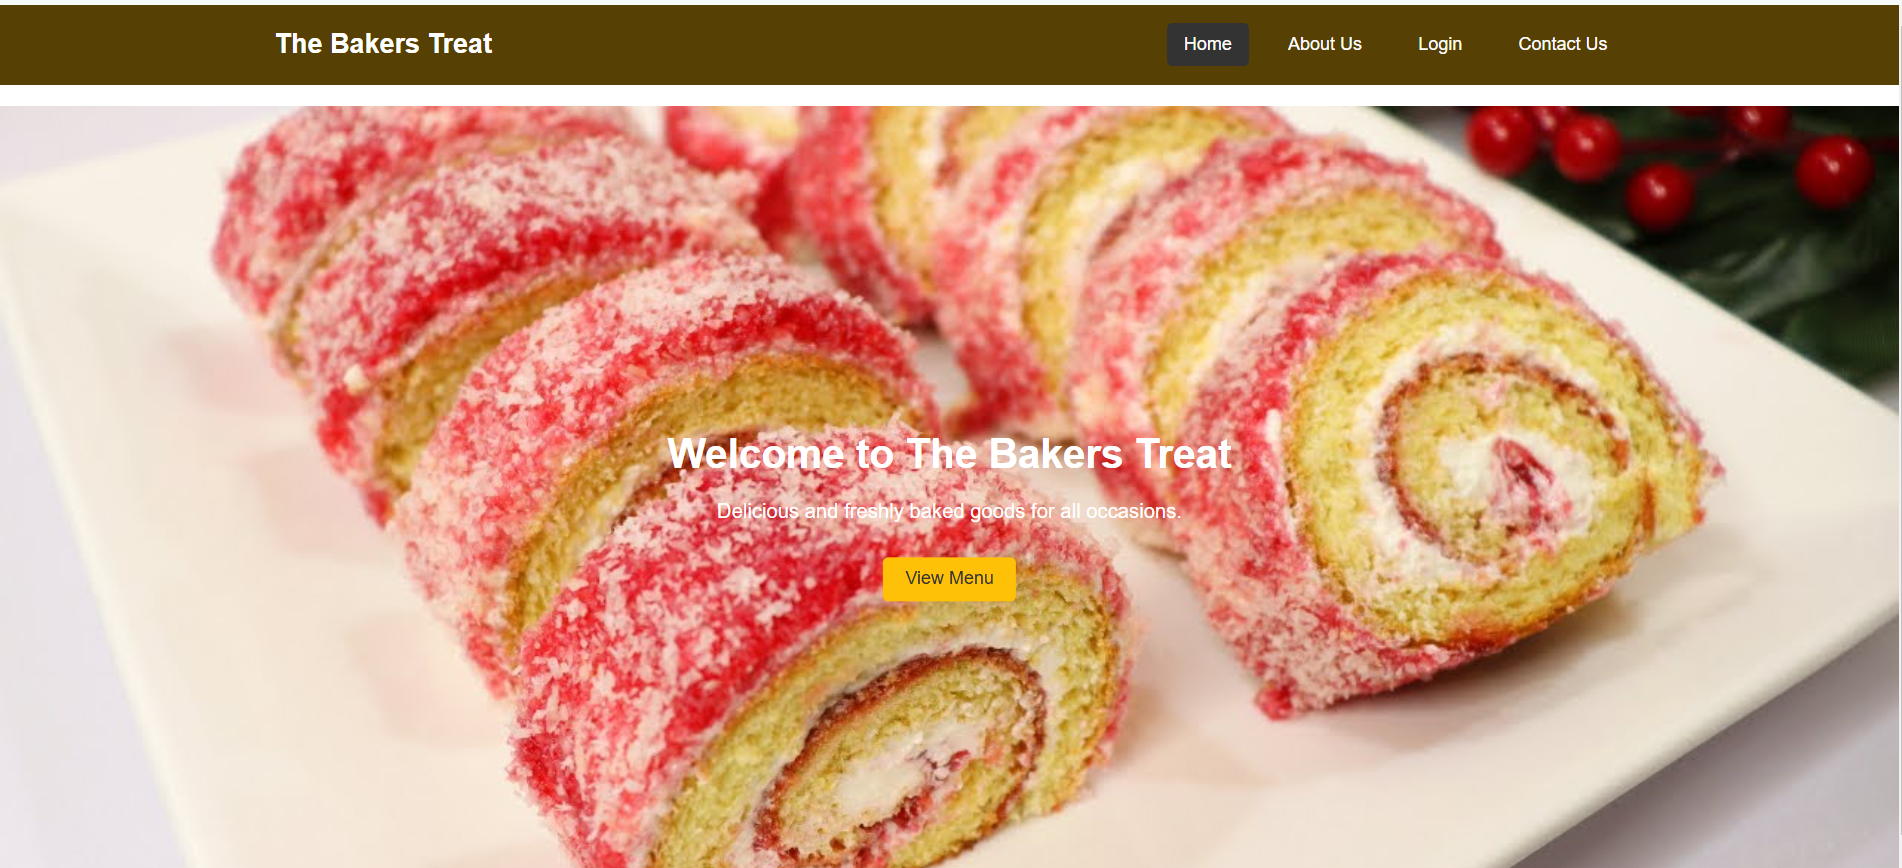 The Bakers Treat
Home About Us Login Contact Us
Welcome to The Bakers Treat
Delicious and freshly baked goods for all occasions.
View Menu